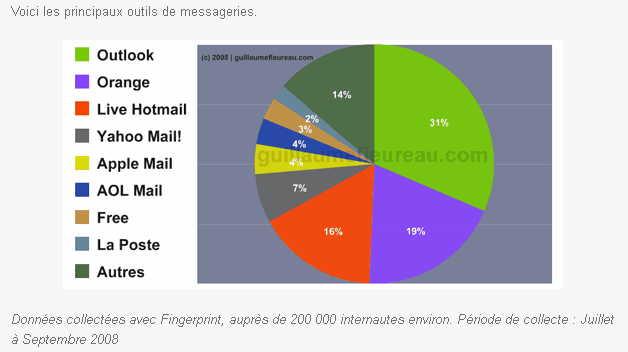 Voici les principaux outils de messageries.
(c) 2008 | guillaumefleureau.com
Outlook
Orange
Live Hotmail
Yahoo Mail!
Apple Mail
AOL Mail
Free
La Poste
Autres
31%
19%
16%
7%
4%
4%
3%
2%
14%
guillaumefleureau.com
Données collectées avec Fingerprint, auprès de 200 000 internautes environ. Période de collecte : Juillet
à Septembre 2008